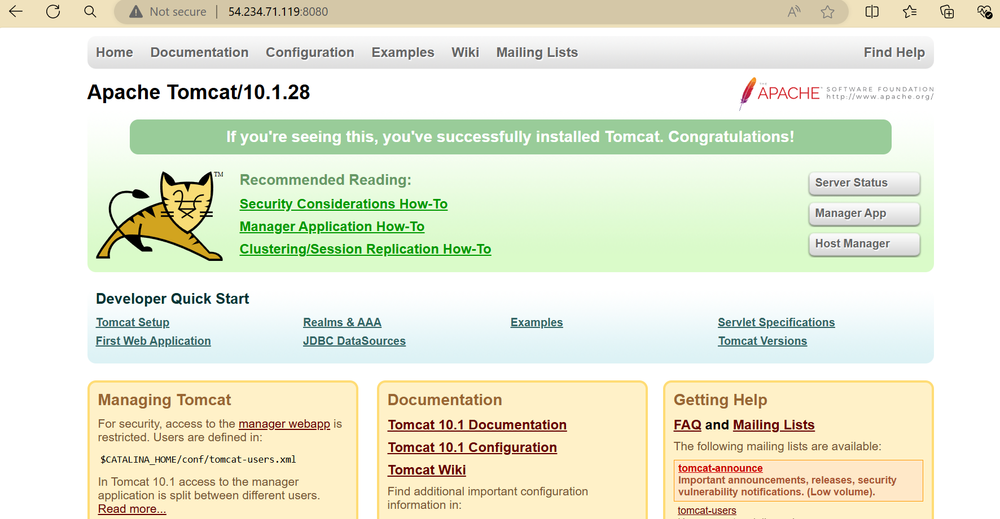 Not secure | 54.234.71.119:8080
Home Documentation Configuration Examples Wiki Mailing Lists Find Help
Apache Tomcat/10.1.28
THE APACHE™ SOFTWARE FOUNDATION
http://www.apache.org/
If you're seeing this, you've successfully installed Tomcat. Congratulations!
TM
Recommended Reading:
Security Considerations How-To
Manager Application How-To
Clustering/Session Replication How-To
Server Status
Manager App
Host Manager
Developer Quick Start
Tomcat Setup
First Web Application
Realms & AAA
JDBC DataSources
Examples
Servlet Specifications
Tomcat Versions
Managing Tomcat
For security, access to the manager webapp is
restricted. Users are defined in:
$CATALINA_HOME/conf/tomcat-users.xml
In Tomcat 10.1 access to the manager
application is split between different users.
Read more...
Documentation
Tomcat 10.1 Documentation
Tomcat 10.1 Configuration
Tomcat Wiki
Find additional important configuration
information in:
Getting Help
FAQ and Mailing Lists
The following mailing lists are available:
tomcat-announce
Important announcements, releases, security
vulnerability notifications. (Low volume).
tomcat-users